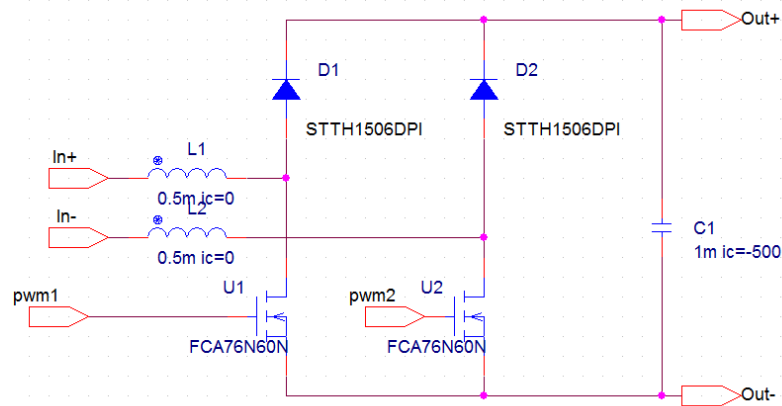 Out+
D1
D2
STTH1506DPI
STTH1506DPI
In+
L1
0.5m ic=0
L2
In-
0.5m ic=0
C1
1m ic=-500
U1
U2
pwm1
pwm2
FCA76N60N
FCA76N60N
Out-